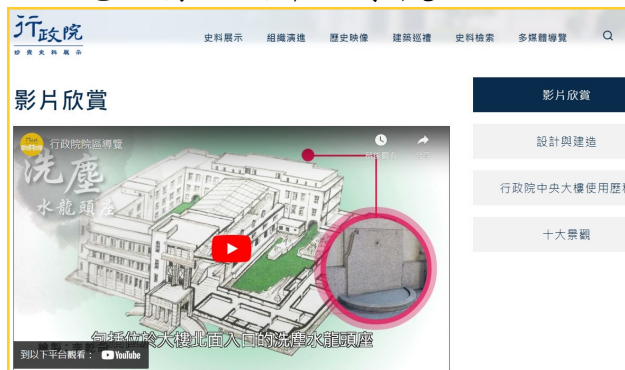 行政院
珍貴史料展示
史料展示 組織演進 歷史映像 建築巡禮 史料檢索 多媒體導覽
影片欣賞
影片欣賞
設計與建造
行政院中央大樓使用歷
十大景觀
行政院院區導覽
洗塵
水龍頭座
包括位於大樓北面入口的洗塵水龍頭座
到以下平台觀看： YouTube